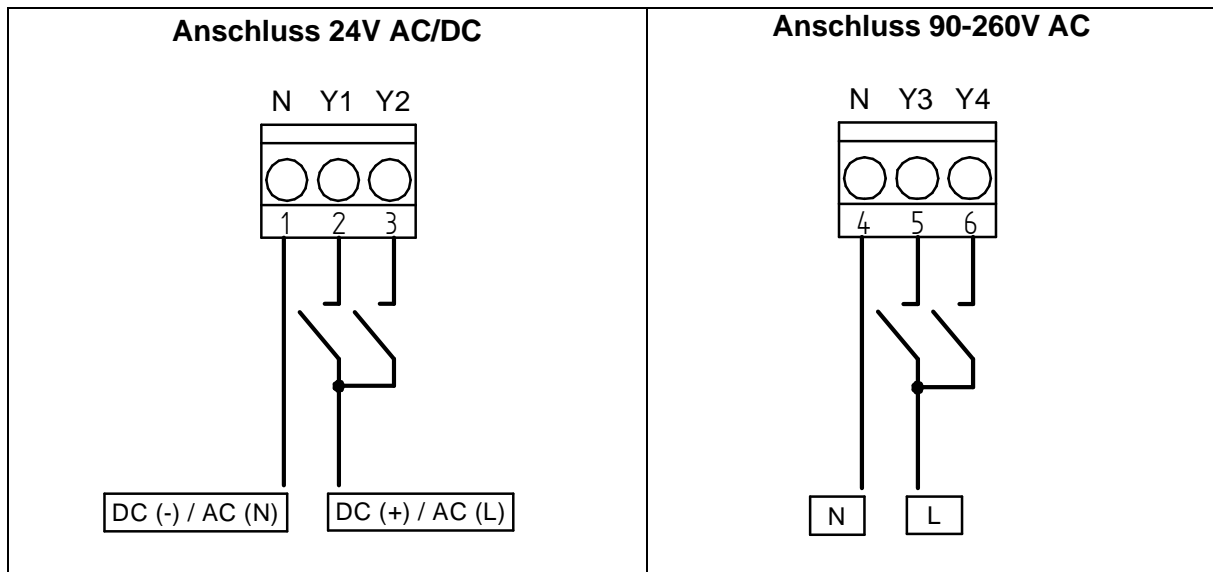 Anschluss 24V AC/DC
N Y1 Y2
1 2 3
DC (-) / AC (N) DC (+) / AC (L)
Anschluss 90-260V AC
N Y3 Y4
4 5 6
N L